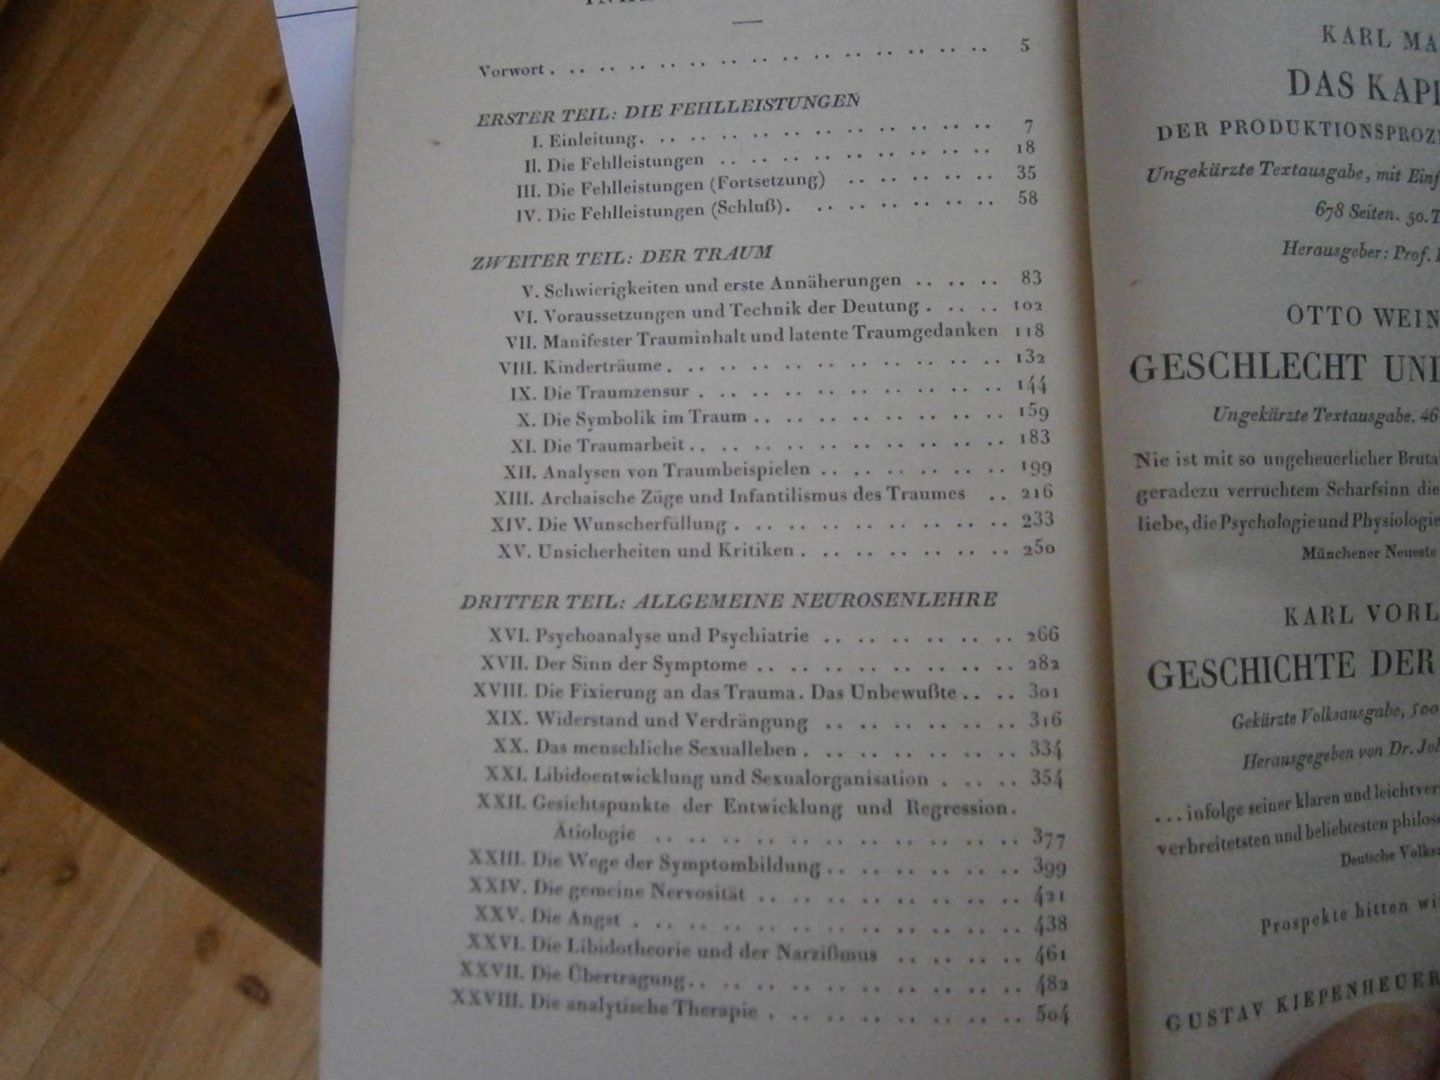 Vorwort. .. .. .. .. .. .. .. .. .. .. .. .. .. .. 5
ERSTER TEIL: DIE FEHLLEISTUNGEN
I. Einleitung. .. .. .. .. .. .. .. .. .. .. .. .. 7
II. Die Fehlleistungen .. .. .. .. .. .. .. .. .. .. 18
III. Die Fehlleistungen (Fortsetzung) .. .. .. .. .. 35
IV. Die Fehlleistungen (Schluß). .. .. .. .. .. .. 58
ZWEITER TEIL: DER TRAUM
V. Schwierigkeiten und erste Annäherungen .. .. .. 83
VI. Voraussetzungen und Technik der Deutung . .. .. 102
VII. Manifester Trauminhalt und latente Traumgedanken 118
VIII. Kinderträume. .. .. .. .. .. .. .. .. .. .. .. 132
IX. Die Traumzensur . .. .. .. .. .. .. .. .. .. .. 144
X. Die Symbolik im Traum .. .. .. .. .. .. .. .. .. 159
XI. Die Traumarbeit .. .. .. .. .. .. .. .. .. .. .. 183
XII. Analysen von Traumbeispielen .. .. .. .. .. .. .. 199
XIII. Archaische Züge und Infantilismus des Traumes .. 216
XIV. Die Wunscherfüllung . .. .. .. .. .. .. .. .. .. 233
XV. Unsicherheiten und Kritiken . .. .. .. .. .. .. .. 250
DRITTER TEIL: ALLGEMEINE NEUROSENLEHRE
XVI. Psychoanalyse und Psychiatrie .. .. .. .. .. .. .. 266
XVII. Der Sinn der Symptome .. .. .. .. .. .. .. .. .. 282
XVIII. Die Fixierung an das Trauma. Das Unbewußte .. .. 301
XIX. Widerstand und Verdrängung .. .. .. .. .. .. .. 316
XX. Das menschliche Sexualleben . .. .. .. .. .. .. .. 334
XXI. Libidoentwicklung und Sexualorganisation . .. .. 354
XXII. Gesichtspunkte der Entwicklung und Regression.
Ätiologie .. .. .. .. .. .. .. .. .. .. .. .. 377
XXIII. Die Wege der Symptombildung .. .. .. .. .. .. .. 399
XXIV. Die gemeine Nervosität .. .. .. .. .. .. .. .. .. 421
XXV. Die Angst . .. .. .. .. .. .. .. .. .. .. .. .. 438
XXVI. Die Libidotheorie und der Narzißmus .. .. .. .. 461
XXVII. Die Übertragung .. .. .. .. .. .. .. .. .. .. .. 482
XXVIII. Die analytische Therapie . .. .. .. .. .. .. .. .. 504
KARL MA
DAS KAPI
DER PRODUKTIONSPROZ
Ungekürzte Textausgabe, mit Einf
678 Seiten. 50. T
Herausgeber: Prof.
OTTO WEIN
GESCHLECHT UN
Ungekürzte Textausgabe. 46
Nie ist mit so ungeheuerlicher Bruta
geradezu verruchtem Scharfsinn die
liebe, die Psychologie und Physiologie
Münchener Neueste
KARL VORL
GESCHICHTE DER
Gekürzte Volksausgabe, 500
Herausgegeben von Dr. Jo
... infolge seiner klaren und leichtver
verbreitetsten und beliebtesten philos
Deutsche Volks
Prospekte bitten wi
GUSTAV KIEPENHEUER